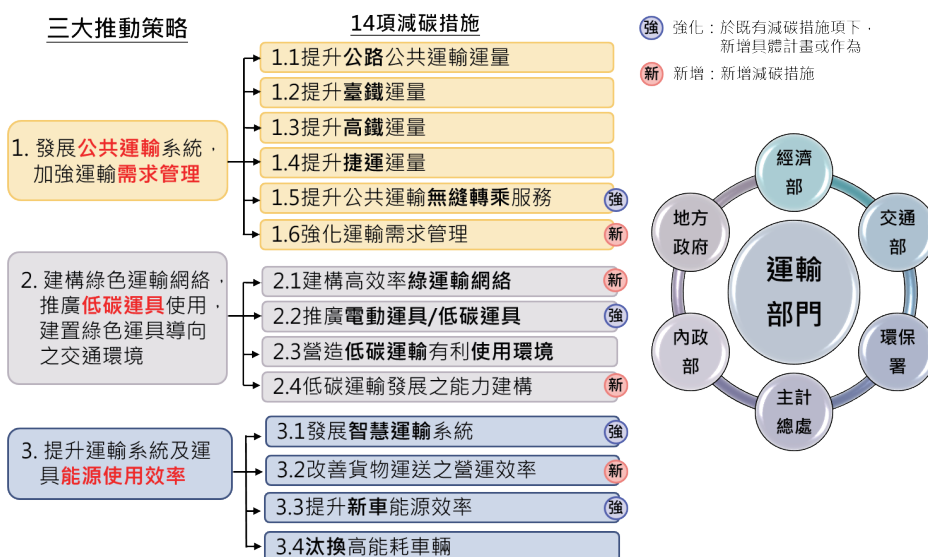 三大推動策略
14項減碳措施
強 強化：於既有減碳措施項下，
新增具體計畫或作為
新 新增：新增減碳措施
1. 發展公共運輸系統，
加強運輸需求管理
1.1提升公路公共運輸運量
1.2提升臺鐵運量
1.3提升高鐵運量
1.4提升捷運運量
1.5提升公共運輸無縫轉乘服務 強
1.6強化運輸需求管理 新
2. 建構綠色運輸網絡，
推廣低碳運具使用，
建置綠色運具導向
之交通環境
2.1建構高效率綠運輸網絡 新
2.2推廣電動運具/低碳運具 強
2.3營造低碳運輸有利使用環境
2.4低碳運輸發展之能力建構 新
3. 提升運輸系統及運
具能源使用效率
3.1發展智慧運輸系統 強
3.2改善貨物運送之營運效率 新
3.3提升新車能源效率 強
3.4汰換高能耗車輛
運輸
部門
經濟
部
交通
部
環保
署
主計
總處
內政
部
地方
政府